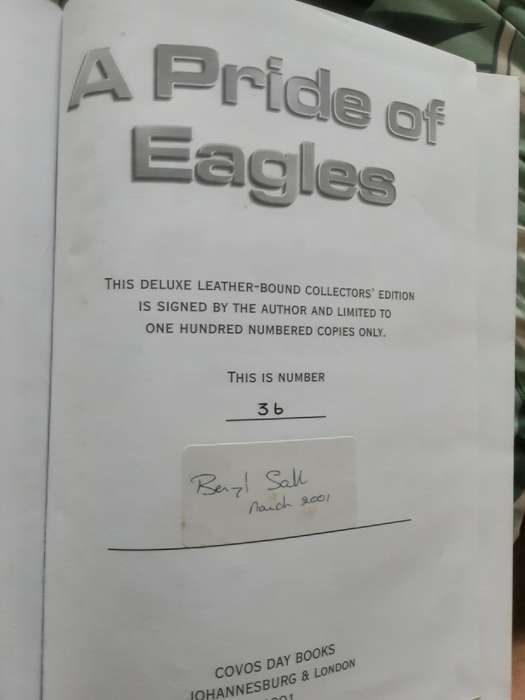 A Pride of
Eagles
THIS DELUXE LEATHER-BOUND COLLECTORS' EDITION
IS SIGNED BY THE AUTHOR AND LIMITED TO
ONE HUNDRED NUMBERED COPIES ONLY.
THIS IS NUMBER
36
Beryl Salt
March 2001
COVOS DAY BOOKS
JOHANNESBURG & LONDON
2001